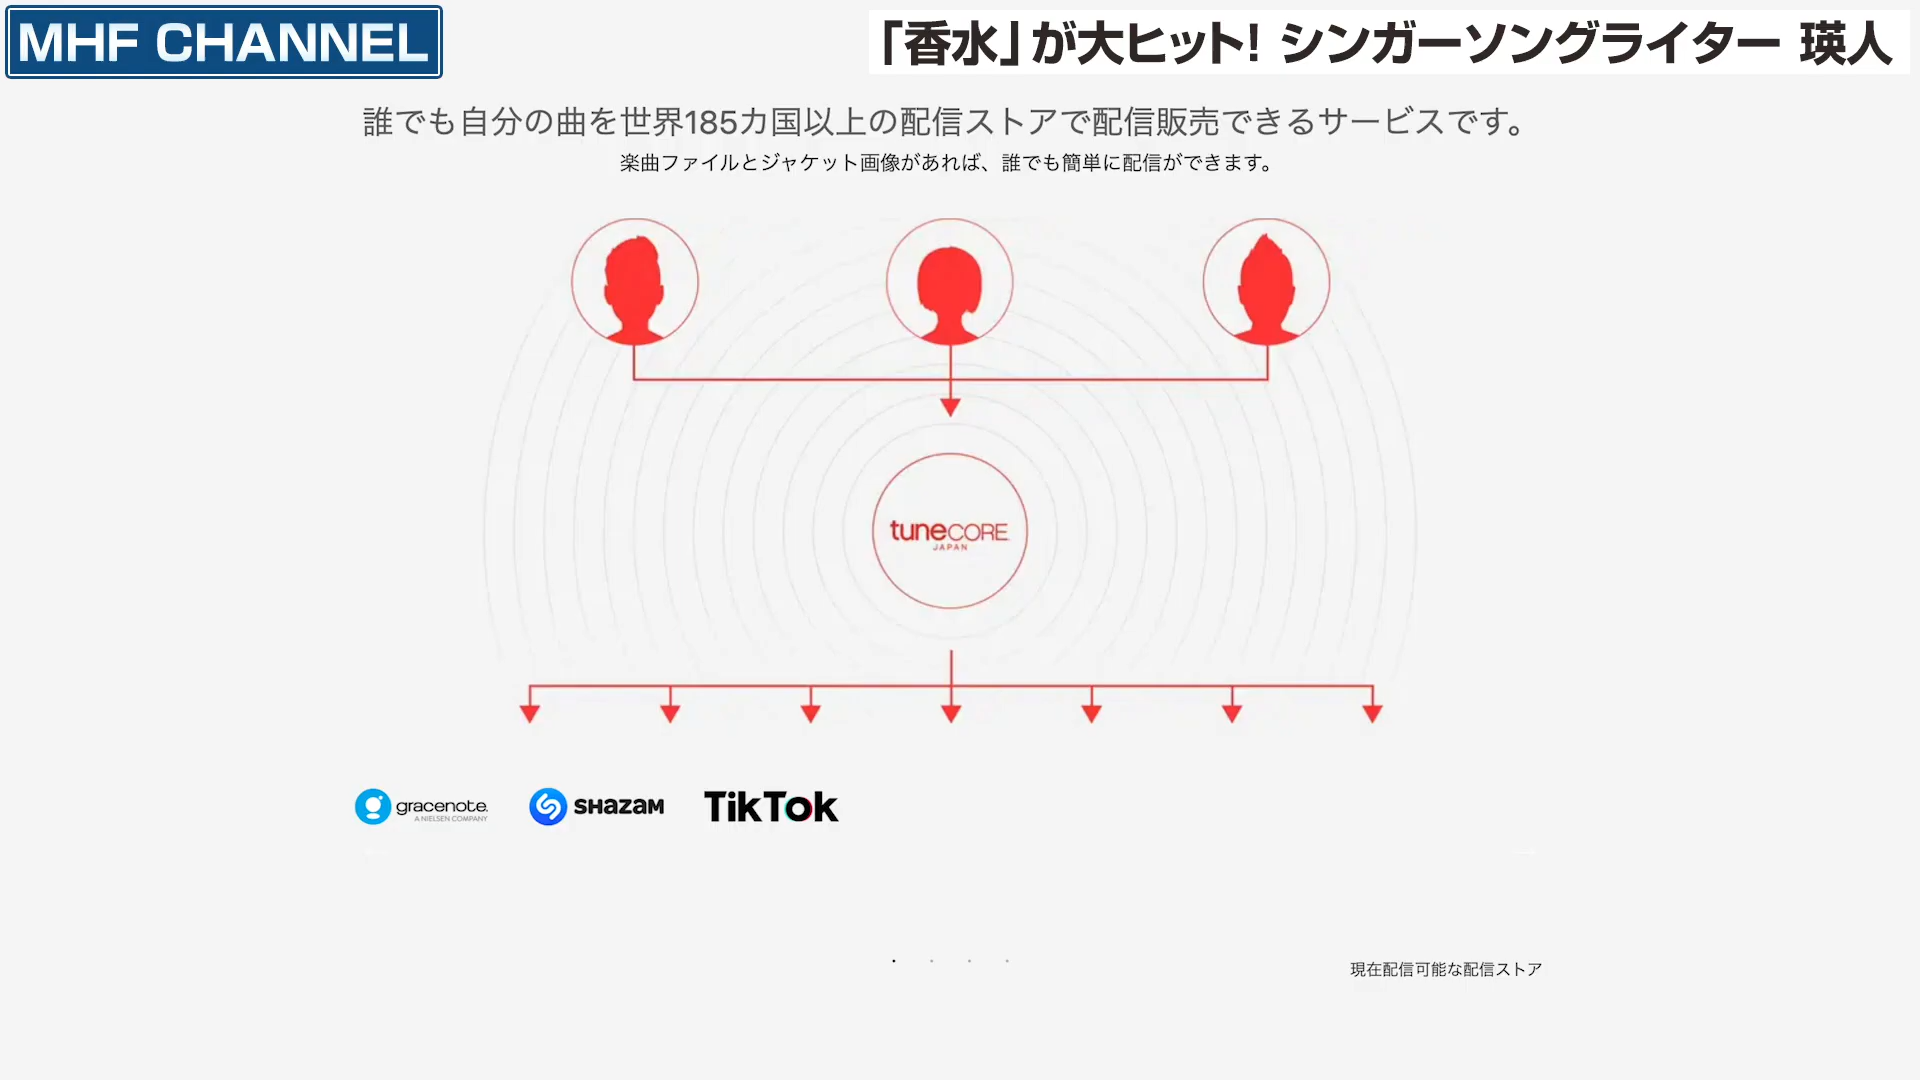 MHF CHANNEL
「香水」が大ヒット! シンガーソングライター 瑛人
誰でも自分の曲を世界185カ国以上の配信ストアで配信販売できるサービスです。
楽曲ファイルとジャケット画像があれば、誰でも簡単に配信ができます。
tuneCORE
JAPAN
gracenote.
A NIELSEN COMPANY
SHAZAM
TikTok
現在配信可能な配信ストア